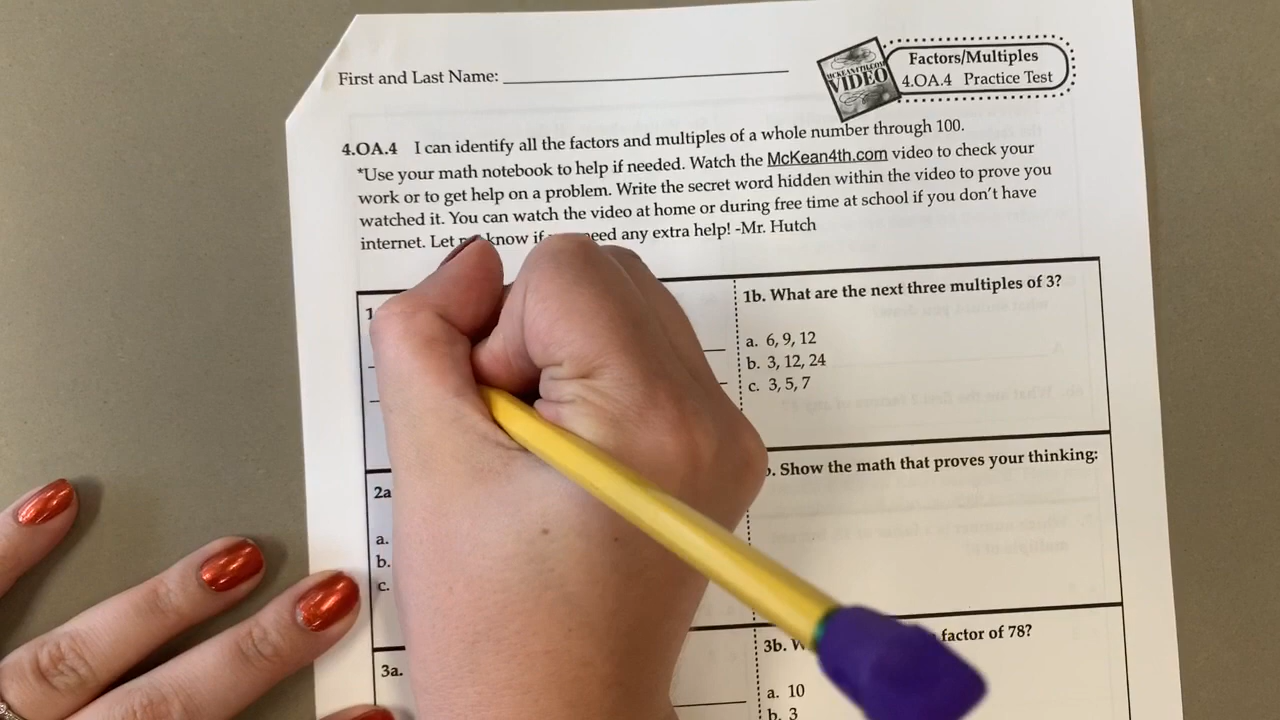 First and Last Name:
MCKEAN4TH.COM
VIDEO
Factors/Multiples
4.OA.4 Practice Test
4.OA.4 I can identify all the factors and multiples of a whole number through 100.
*Use your math notebook to help if needed. Watch the McKean4th.com video to check your
work or to get help on a problem. Write the secret word hidden within the video to prove you
watched it. You can watch the video at home or during free time at school if you don't have
internet. Let know if need any extra help! -Mr. Hutch
1b. What are the next three multiples of 3?
a. 6, 9, 12
b. 3, 12, 24
c. 3, 5, 7
2a
. Show the math that proves your thinking:
a.
b.
c.
3a.
3b. factor of 78?
a. 10
b. 3